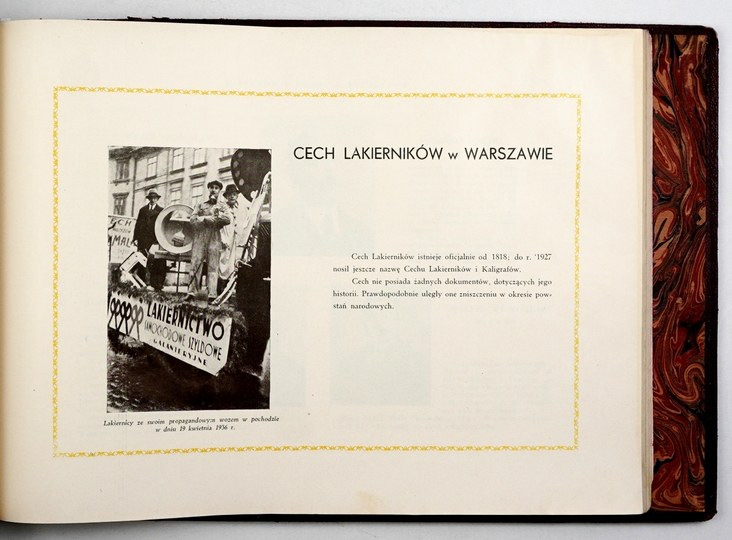 CECH LAKIERNIKÓW w WARSZAWIE
Cech Lakierników istnieje oficjalnie od 1818; do r. 1927
nosił jeszcze nazwę Cechu Lakierników i Kaligrafów.
Cech nie posiada żadnych dokumentów, dotyczących jego
historii. Prawdopodobnie uległy one zniszczeniu w okresie pow-
stań narodowych.
MAL
LAKIERNICTWO
SAMOCHODOWE SZYLDOWE
GALANTERYJNE
Lakiernicy ze swoim propagandowym wozem w pochodzie
w dniu 19 kwietnia 1936 r.